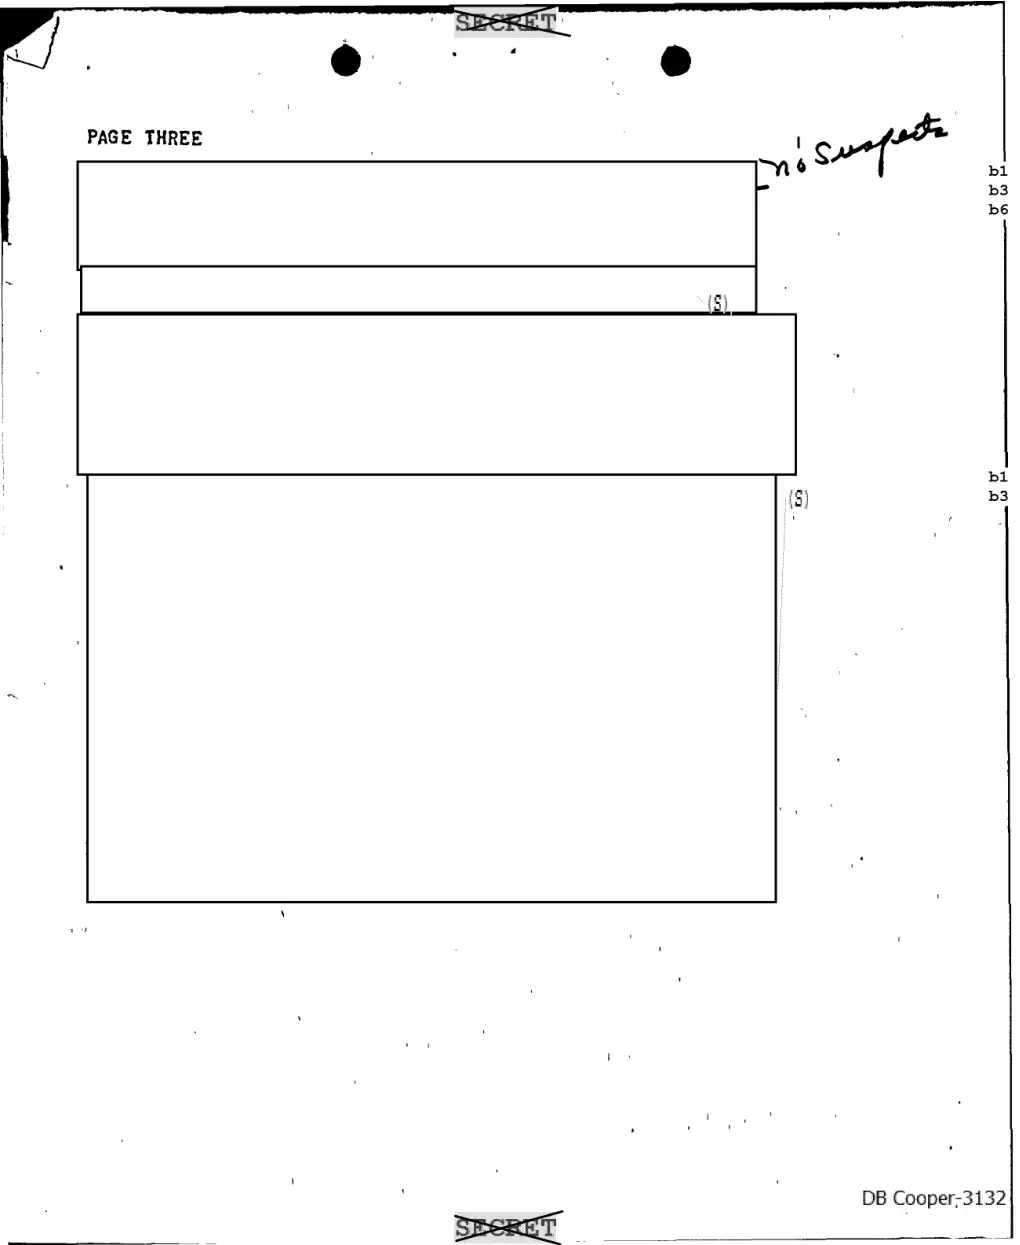 SECRET
PAGE THREE
no suspects
b1
b3
b6
(S)
(S)
b1
b3
DB Cooper-3132
SECRET